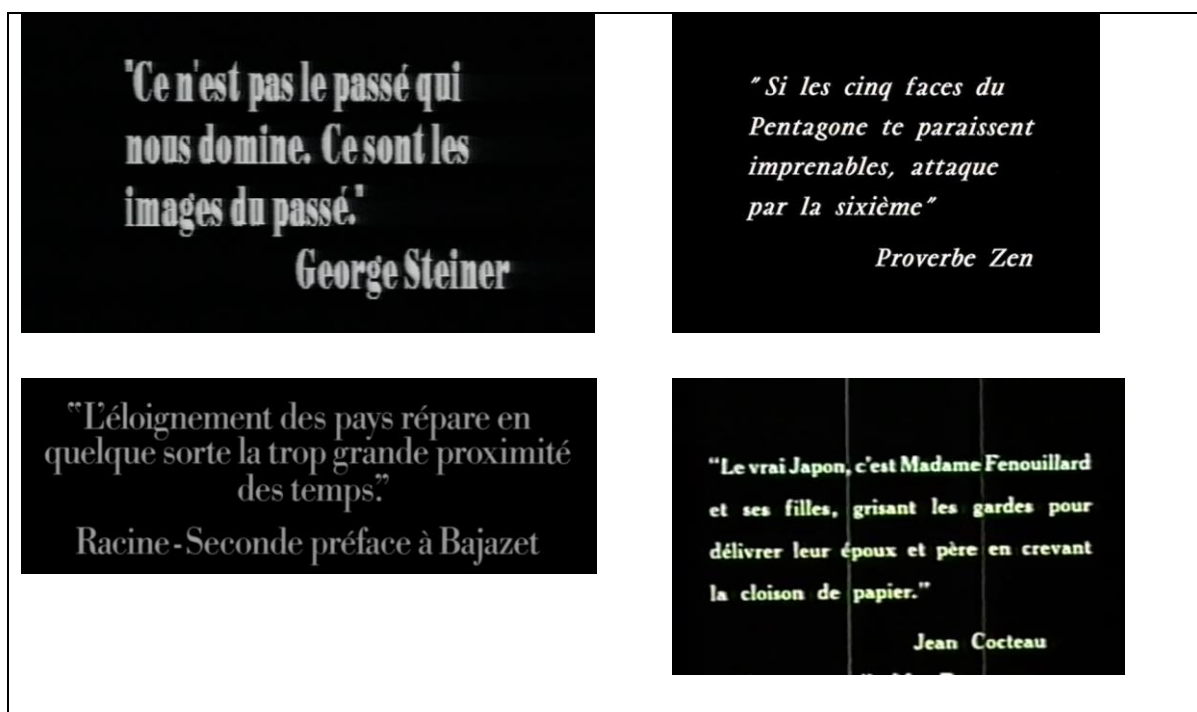 "Ce n'est pas le passé qui
nous domine. Ce sont les
images du passé."
George Steiner
"Si les cinq faces du
Pentagone te paraissent
imprenables, attaque
par la sixième"
Proverbe Zen
"L'éloignement des pays répare en
quelque sorte la trop grande proximité
des temps."
Racine - Seconde préface à Bajazet
"Le vrai Japon, c'est Madame Fenouillard
et ses filles, grisant les gardes pour
délivrer leur époux et père en crevant
la cloison de papier."
Jean Cocteau